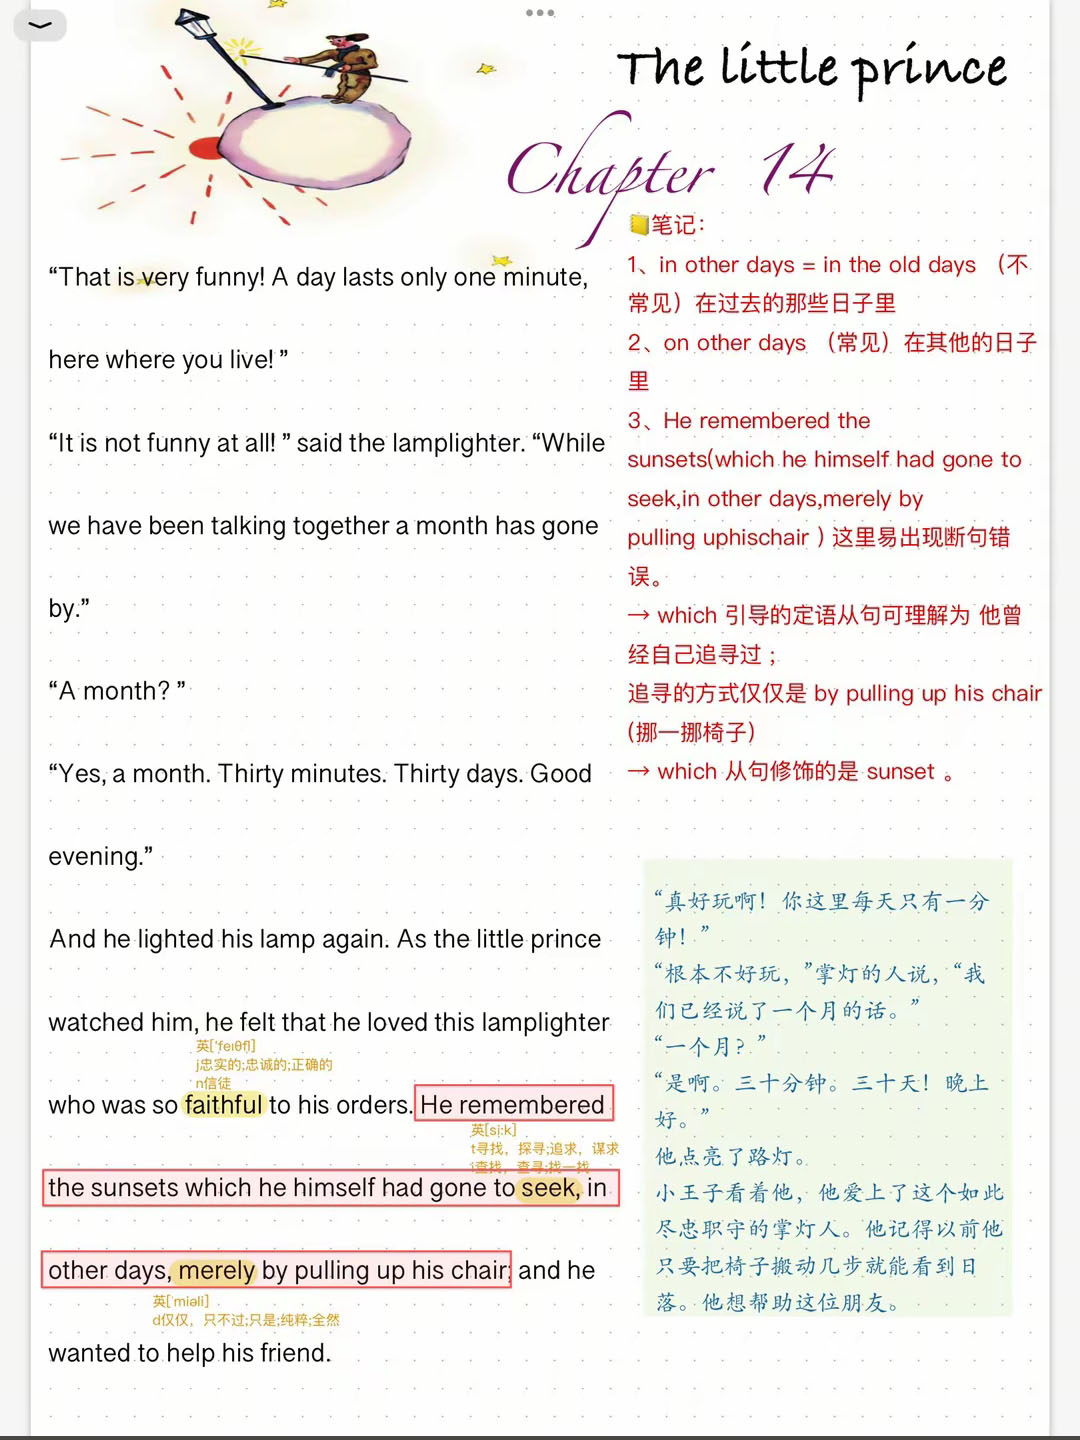 The little prince
Chapter 14
“That is very funny! A day lasts only one minute,
here where you live! ”
“It is not funny at all! ” said the lamplighter. “While
we have been talking together a month has gone
by.”
“A month? ”
“Yes, a month. Thirty minutes. Thirty days. Good
evening.”
And he lighted his lamp again. As the little prince
watched him, he felt that he loved this lamplighter
英['feɪθfl]
j忠实的;忠诚的;正确的
n信徒
who was so faithful to his orders. He remembered
英[si:k]
t寻找，探寻;追求，谋求
i查找，查寻;找一找
the sunsets which he himself had gone to seek, in
other days, merely by pulling up his chair; and he
英['miəli]
d仅仅，只不过;只是;纯粹;全然
wanted to help his friend.
笔记：
1、in other days = in the old days （不
常见）在过去的那些日子里
2、on other days （常见）在其他的日子
里
3、He remembered the
sunsets(which he himself had gone to
seek,in other days,merely by
pulling uphischair ) 这里易出现断句错
误。
→ which 引导的定语从句可理解为 他曾
经自己追寻过；
追寻的方式仅仅是 by pulling up his chair
(挪一挪椅子)
→ which 从句修饰的是 sunset 。
“真好玩啊！你这里每天只有一分
钟！”
“根本不好玩，”掌灯的人说，“我
们已经说了一个月的话。”
“一个月？”
“是啊。三十分钟。三十天！晚上
好。”
他点亮了路灯。
小王子看着他，他爱上了这个如此
尽忠职守的掌灯人。他记得以前他
只要把椅子搬动几步就能看到日
落。他想帮助这位朋友。